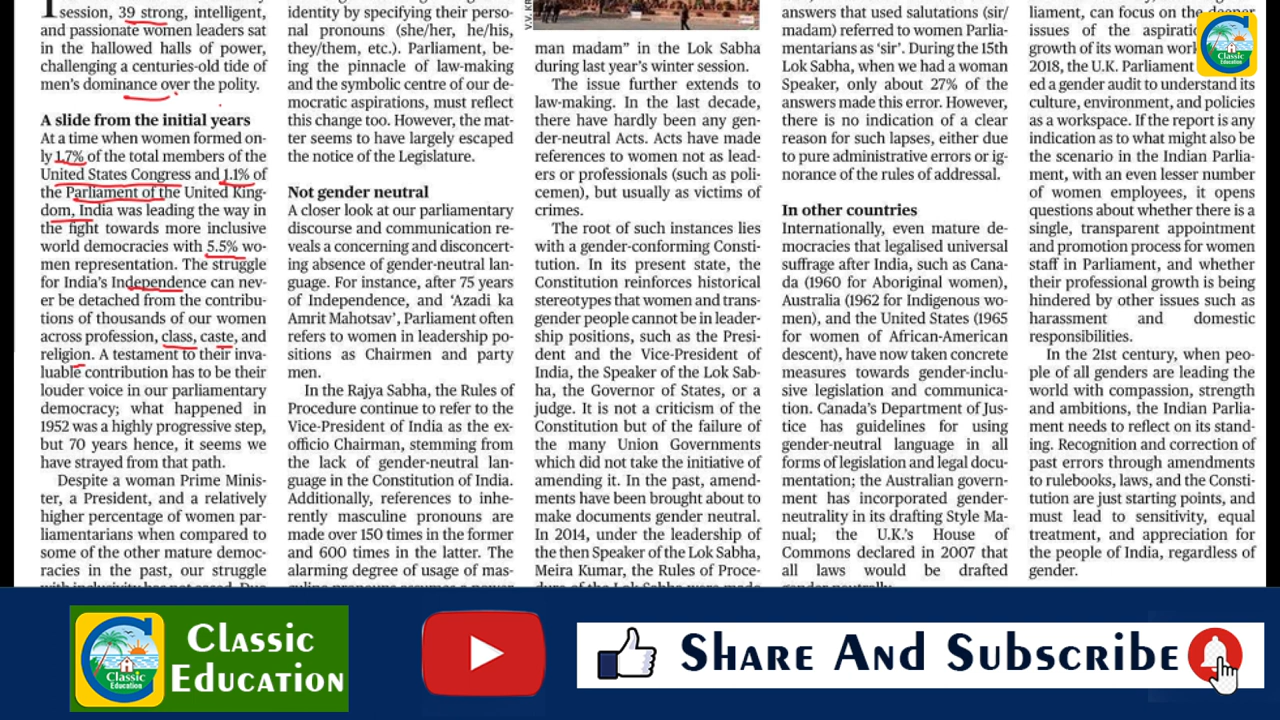 session, 39 strong, intelligent,
and passionate women leaders sat
in the hallowed halls of power,
challenging a centuries-old tide of
men's dominance over the polity.
A slide from the initial years
At a time when women formed on-
ly 1.7% of the total members of the
United States Congress and 1.1% of
the Parliament of the United King-
dom, India was leading the way in
the fight towards more inclusive
world democracies with 5.5% wo-
men representation. The struggle
for India's Independence can nev-
er be detached from the contribu-
tions of thousands of our women
across profession, class, caste, and
religion. A testament to their inva-
luable contribution has to be their
louder voice in our parliamentary
democracy; what happened in
1952 was a highly progressive step,
but 70 years hence, it seems we
have strayed from that path.
Despite a woman Prime Minis-
ter, a President, and a relatively
higher percentage of women par-
liamentarians when compared to
some of the other mature democ-
racies in the past, our struggle
identity by specifying their perso-
nal pronouns (she/her, he/his,
they/them, etc.). Parliament, be-
ing the pinnacle of law-making
and the symbolic centre of our de-
mocratic aspirations, must reflect
this change too. However, the mat-
ter seems to have largely escaped
the notice of the Legislature.
Not gender neutral
A closer look at our parliamentary
discourse and communication re-
veals a concerning and disconcert-
ing absence of gender-neutral lan-
guage. For instance, after 75 years
of Independence, and 'Azadi ka
Amrit Mahotsav', Parliament often
refers to women in leadership po-
sitions as Chairmen and party
men.
In the Rajya Sabha, the Rules of
Procedure continue to refer to the
Vice-President of India as the ex-
officio Chairman, stemming from
the lack of gender-neutral lan-
guage in the Constitution of India.
Additionally, references to inhe-
rently masculine pronouns are
made over 150 times in the former
and 600 times in the latter. The
alarming degree of usage of mas-
man madam" in the Lok Sabha
during last year's winter session.
The issue further extends to
law-making. In the last decade,
there have hardly been any gen-
der-neutral Acts. Acts have made
references to women not as lead-
ers or professionals (such as poli-
cemen), but usually as victims of
crimes.
The root of such instances lies
with a gender-conforming Consti-
tution. In its present state, the
Constitution reinforces historical
stereotypes that women and trans-
gender people cannot be in leader-
ship positions, such as the Presi-
dent and the Vice-President of
India, the Speaker of the Lok Sab-
ha, the Governor of States, or a
judge. It is not a criticism of the
Constitution but of the failure of
the many Union Governments
which did not take the initiative of
amending it. In the past, amend-
ments have been brought about to
make documents gender neutral.
In 2014, under the leadership of
the then Speaker of the Lok Sabha,
Meira Kumar, the Rules of Proce-
answers that used salutations (sir/
madam) referred to women Parlia-
mentarians as 'sir'. During the 15th
Lok Sabha, when we had a woman
Speaker, only about 27% of the
answers made this error. However,
there is no indication of a clear
reason for such lapses, either due
to pure administrative errors or ig-
norance of the rules of addressal.
In other countries
Internationally, even mature de-
mocracies that legalised universal
suffrage after India, such as Cana-
da (1960 for Aboriginal women),
Australia (1962 for Indigenous wo-
men), and the United States (1965
for women of African-American
descent), have now taken concrete
measures towards gender-inclu-
sive legislation and communica-
tion. Canada's Department of Jus-
tice has guidelines for using
gender-neutral language in all
forms of legislation and legal docu-
mentation; the Australian govern-
ment has incorporated gender-
neutrality in its drafting Style Ma-
nual; the U.K.'s House of
Commons declared in 2007 that
all laws would be drafted
gender neutrally.
liament, can focus on the deeper
issues of the
growth of its woman
2018, the U.K. Parliament
ed a gender audit to understand its
culture, environment, and policies
as a workspace. If the report is any
indication as to what might also be
the scenario in the Indian Parlia-
ment, with an even lesser number
of women employees, it opens
questions about whether there is a
single, transparent appointment
and promotion process for women
staff in Parliament, and whether
their professional growth is being
hindered by other issues such as
harassment and domestic
responsibilities.
In the 21st century, when peo-
ple of all genders are leading the
world with compassion, strength
and ambitions, the Indian Parlia-
ment needs to reflect on its stand-
ing. Recognition and correction of
past errors through amendments
to rulebooks, laws, and the Consti-
tution are just starting points, and
must lead to sensitivity, equal
treatment, and appreciation for
the people of India, regardless of
gender.
Classic
Education
Classic
Education
Classic
Education
Share And Subscribe